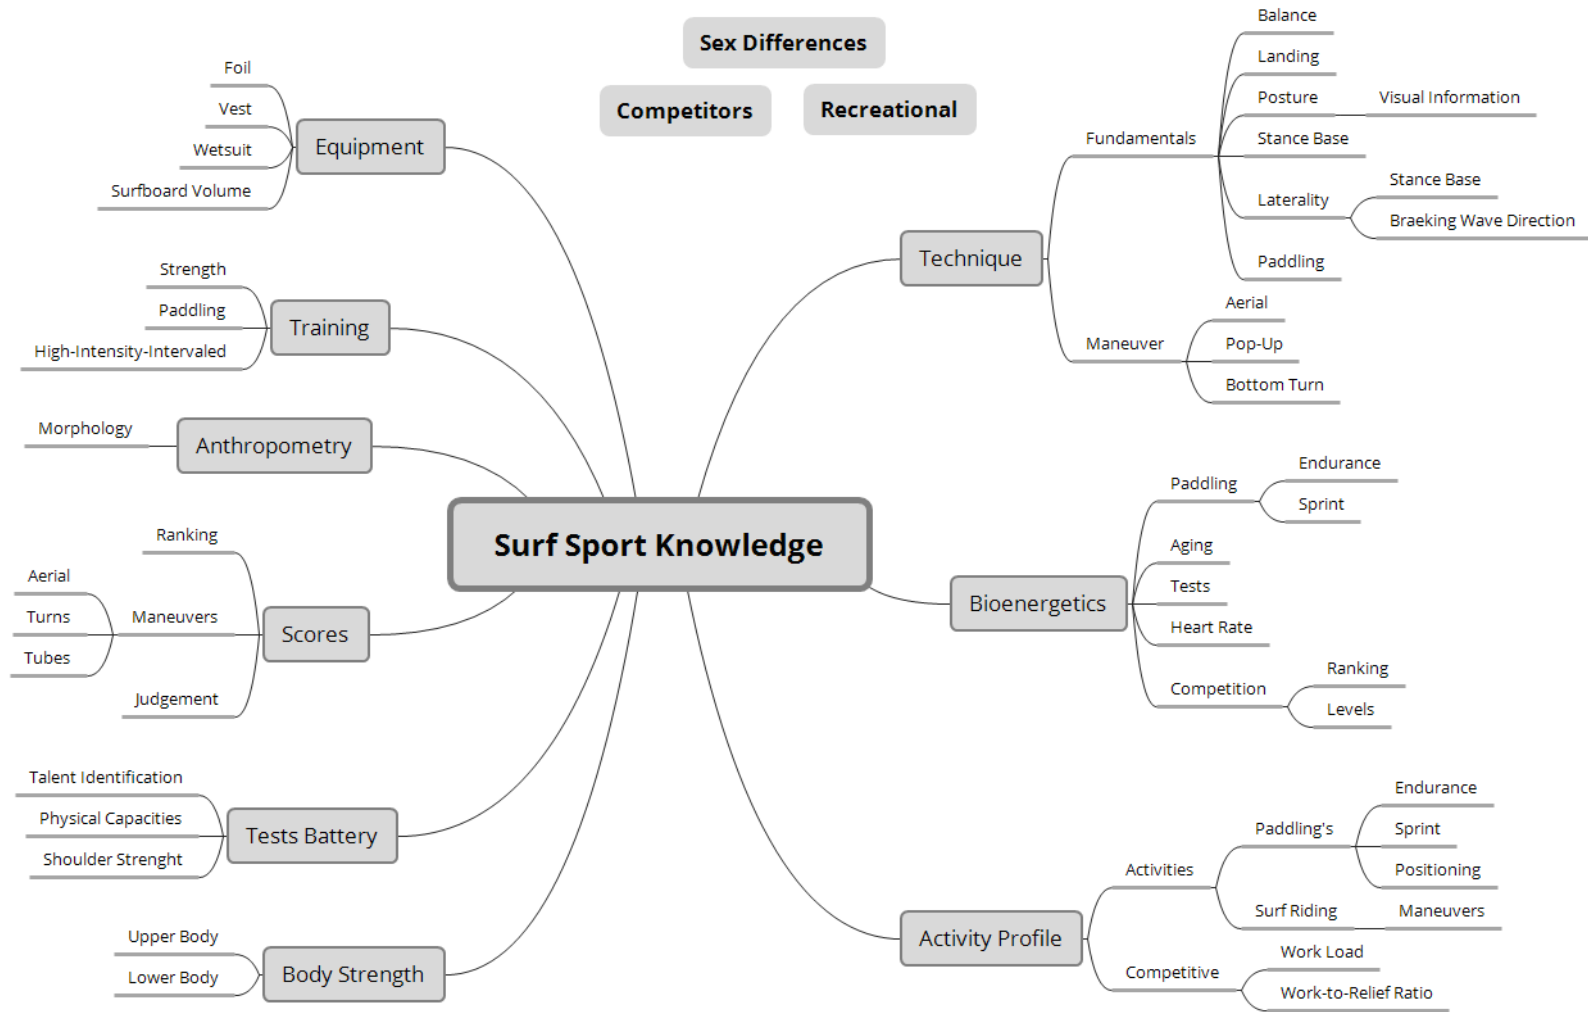 Sex Differences
Competitors
Recreational
Surf Sport Knowledge
Equipment
Foil
Vest
Wetsuit
Surfboard Volume
Training
Strength
Paddling
High-Intensity-Intervaled
Anthropometry
Morphology
Scores
Ranking
Maneuvers
Aerial
Turns
Tubes
Judgement
Tests Battery
Talent Identification
Physical Capacities
Shoulder Strenght
Body Strength
Upper Body
Lower Body
Technique
Fundamentals
Balance
Landing
Posture
Visual Information
Stance Base
Laterality
Stance Base
Braeking Wave Direction
Paddling
Maneuver
Aerial
Pop-Up
Bottom Turn
Bioenergetics
Paddling
Endurance
Sprint
Aging
Tests
Heart Rate
Competition
Ranking
Levels
Activity Profile
Activities
Paddling's
Endurance
Sprint
Positioning
Surf Riding
Maneuvers
Competitive
Work Load
Work-to-Relief Ratio